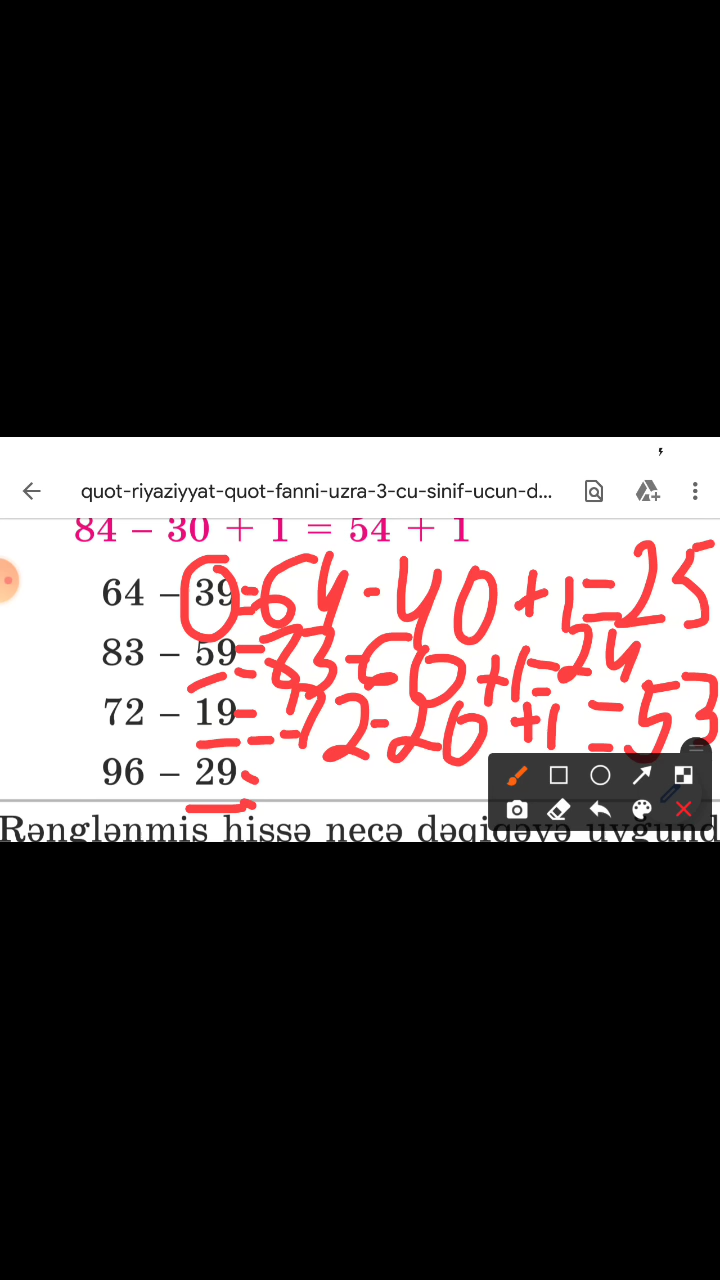 quot-riyaziyyat-quot-fanni-uzra-3-cu-sinif-ucun-d...
84 – 30 + 1 = 54 + 1
64 – 39 = 64 - 40 + 1 = 25
83 – 59 = 83 - 60 + 1 = 24
72 – 19 = 72 - 20 + 1 = 53
96 – 29 =
Rənglənmis hissə necə dəqiqəyə uyğund